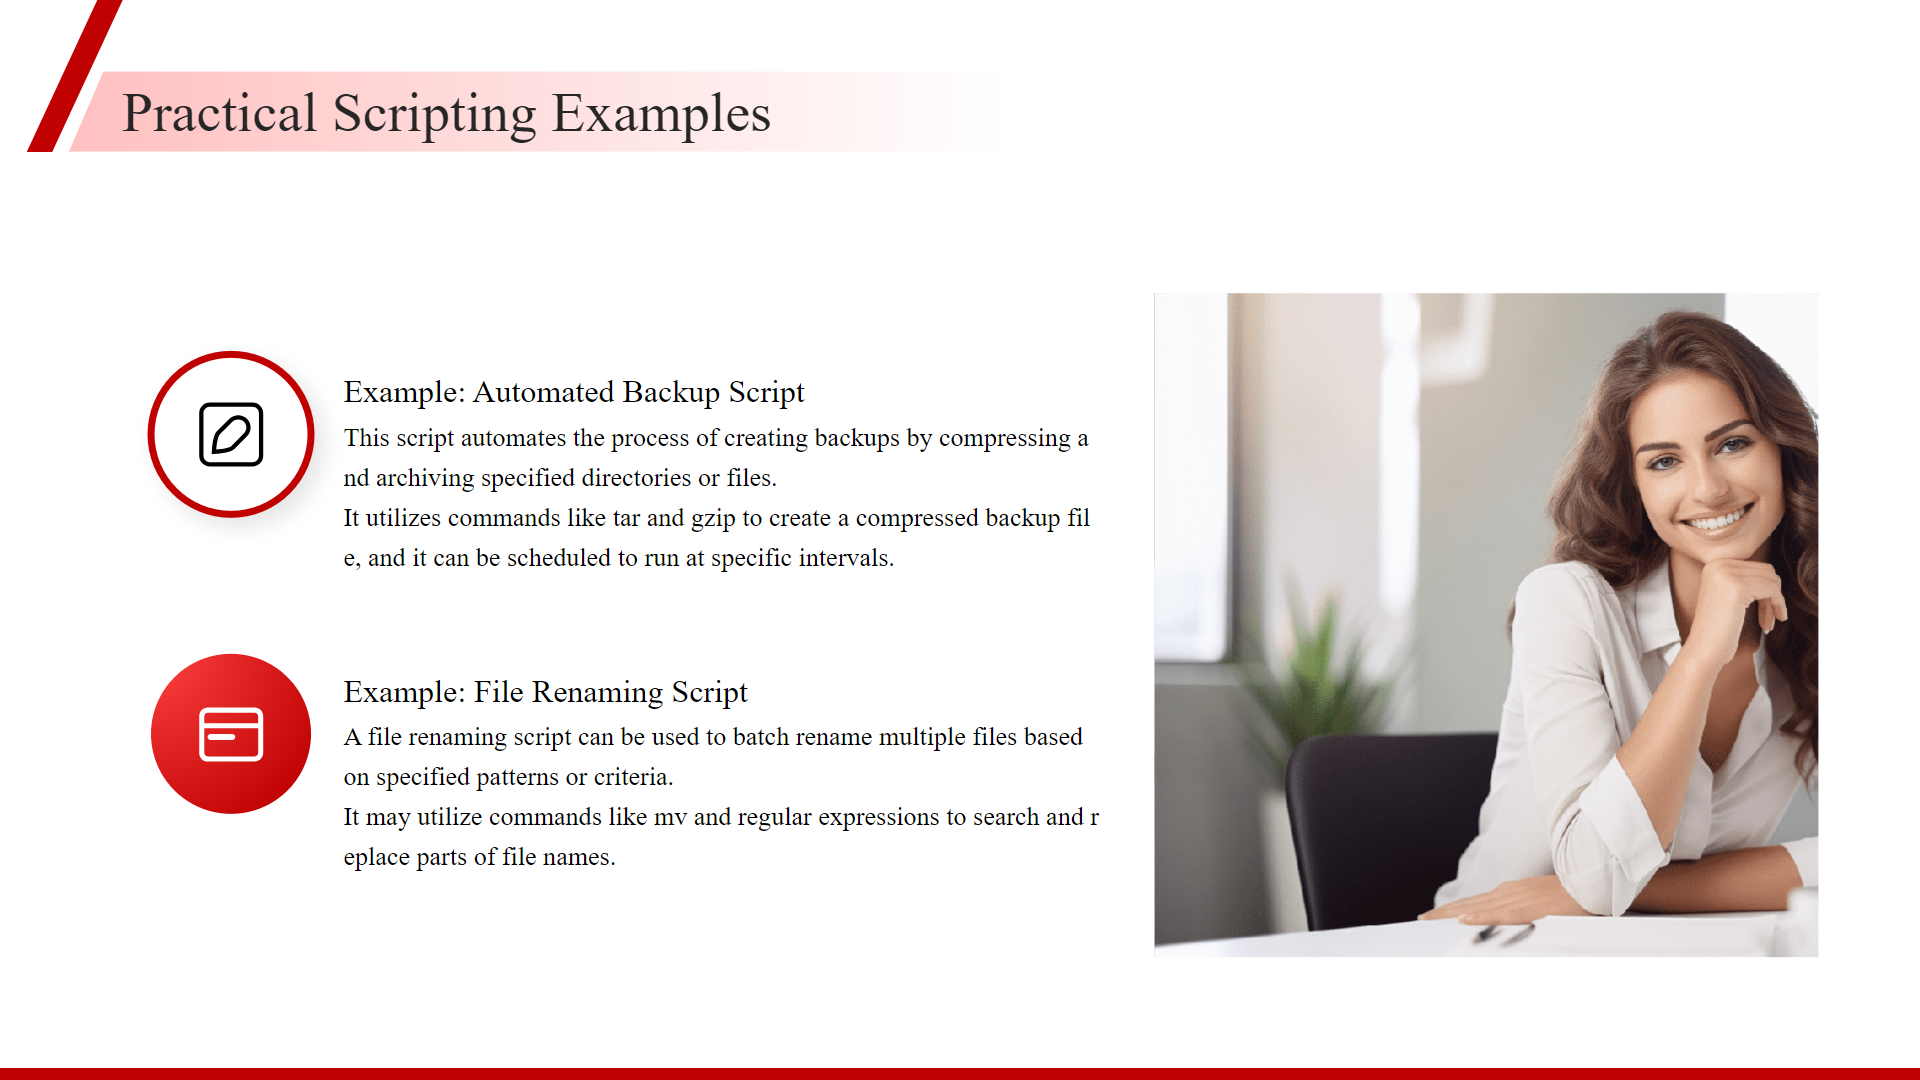 Practical Scripting Examples
Example: Automated Backup Script
This script automates the process of creating backups by compressing a
nd archiving specified directories or files.
It utilizes commands like tar and gzip to create a compressed backup fil
e, and it can be scheduled to run at specific intervals.
Example: File Renaming Script
A file renaming script can be used to batch rename multiple files based
on specified patterns or criteria.
It may utilize commands like mv and regular expressions to search and r
eplace parts of file names.